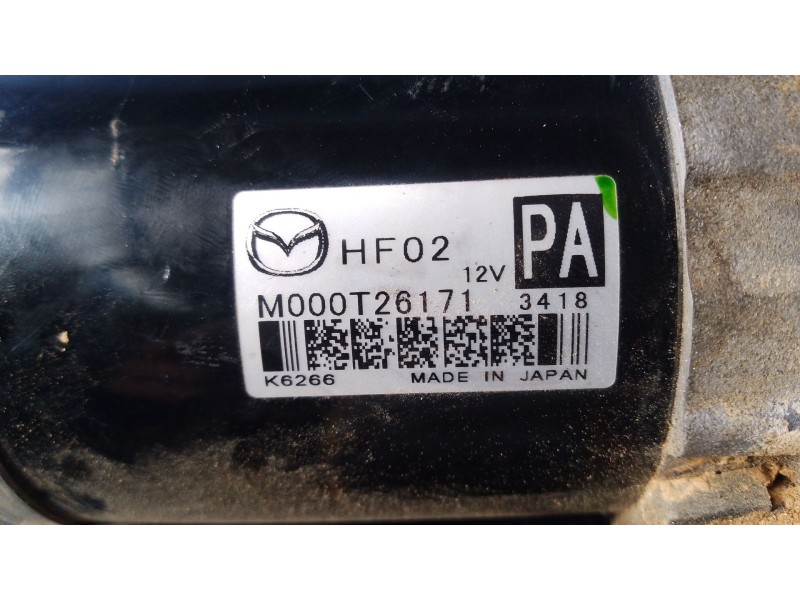 HF02
12V
PA
M000T26171
3418
K6266
MADE IN JAPAN